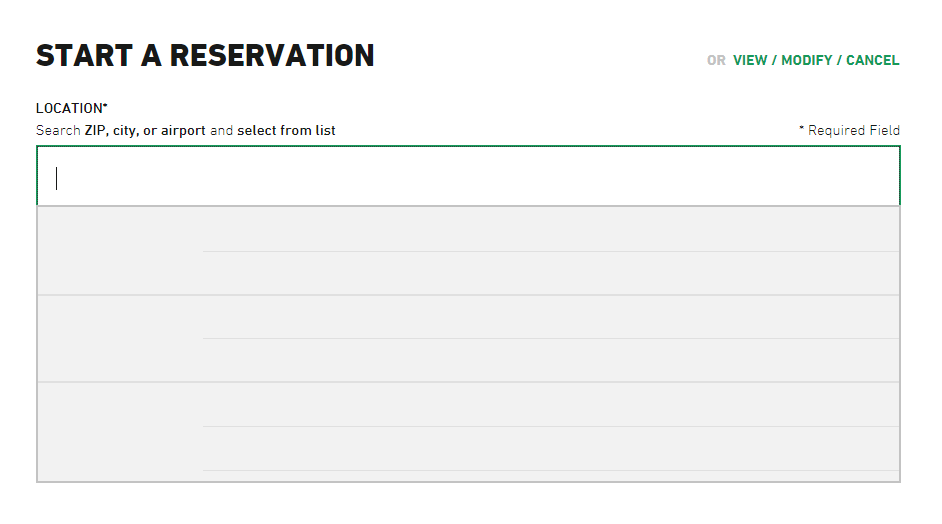 START A RESERVATION
OR VIEW / MODIFY / CANCEL
LOCATION*
Search ZIP, city, or airport and select from list
* Required Field